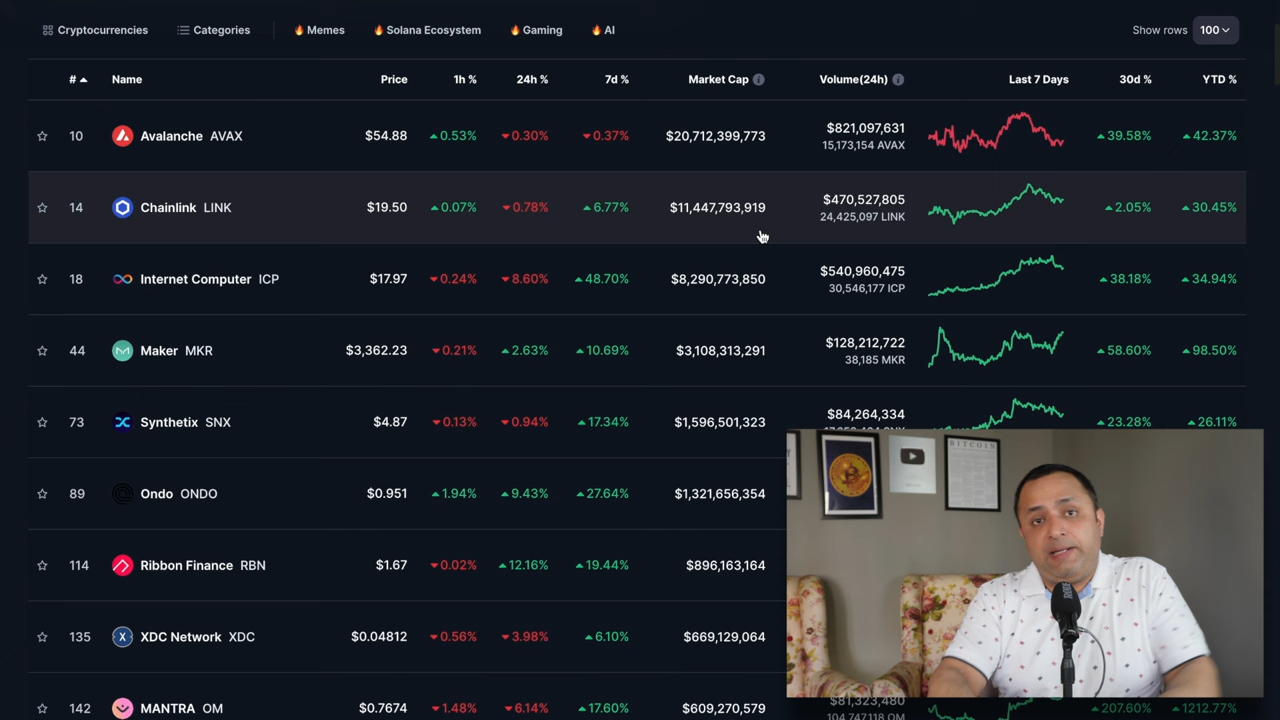 Cryptocurrencies Categories Memes Solana Ecosystem Gaming AI Show rows 100
# Name Price 1h % 24h % 7d % Market Cap Volume(24h) Last 7 Days 30d % YTD %
10 Avalanche AVAX $54.88 0.53% 0.30% 0.37% $20,712,399,773 $821,097,631 39.58% 42.37%
15,173,154 AVAX
14 Chainlink LINK $19.50 0.07% 0.78% 6.77% $11,447,793,919 $470,527,805 2.05% 30.45%
24,425,097 LINK
18 Internet Computer ICP $17.97 0.24% 8.60% 48.70% $8,290,773,850 $540,960,475 38.18% 34.94%
30,546,177 ICP
44 Maker MKR $3,362.23 0.21% 2.63% 10.69% $3,108,313,291 $128,212,722 58.60% 98.50%
38,185 MKR
73 Synthetix SNX $4.87 0.13% 0.94% 17.34% $1,596,501,323 $84,264,334 23.28% 26.11%
89 Ondo ONDO $0.951 1.94% 9.43% 27.64% $1,321,656,354
BITCOIN
114 Ribbon Finance RBN $1.67 0.02% 12.16% 19.44% $896,163,164
135 XDC Network XDC $0.04812 0.56% 3.98% 6.10% $669,129,064
142 MANTRA OM $0.7674 1.48% 6.14% 17.60% $609,270,579 $81,323,480 207.60% 1212.77%
104,747,118 OM